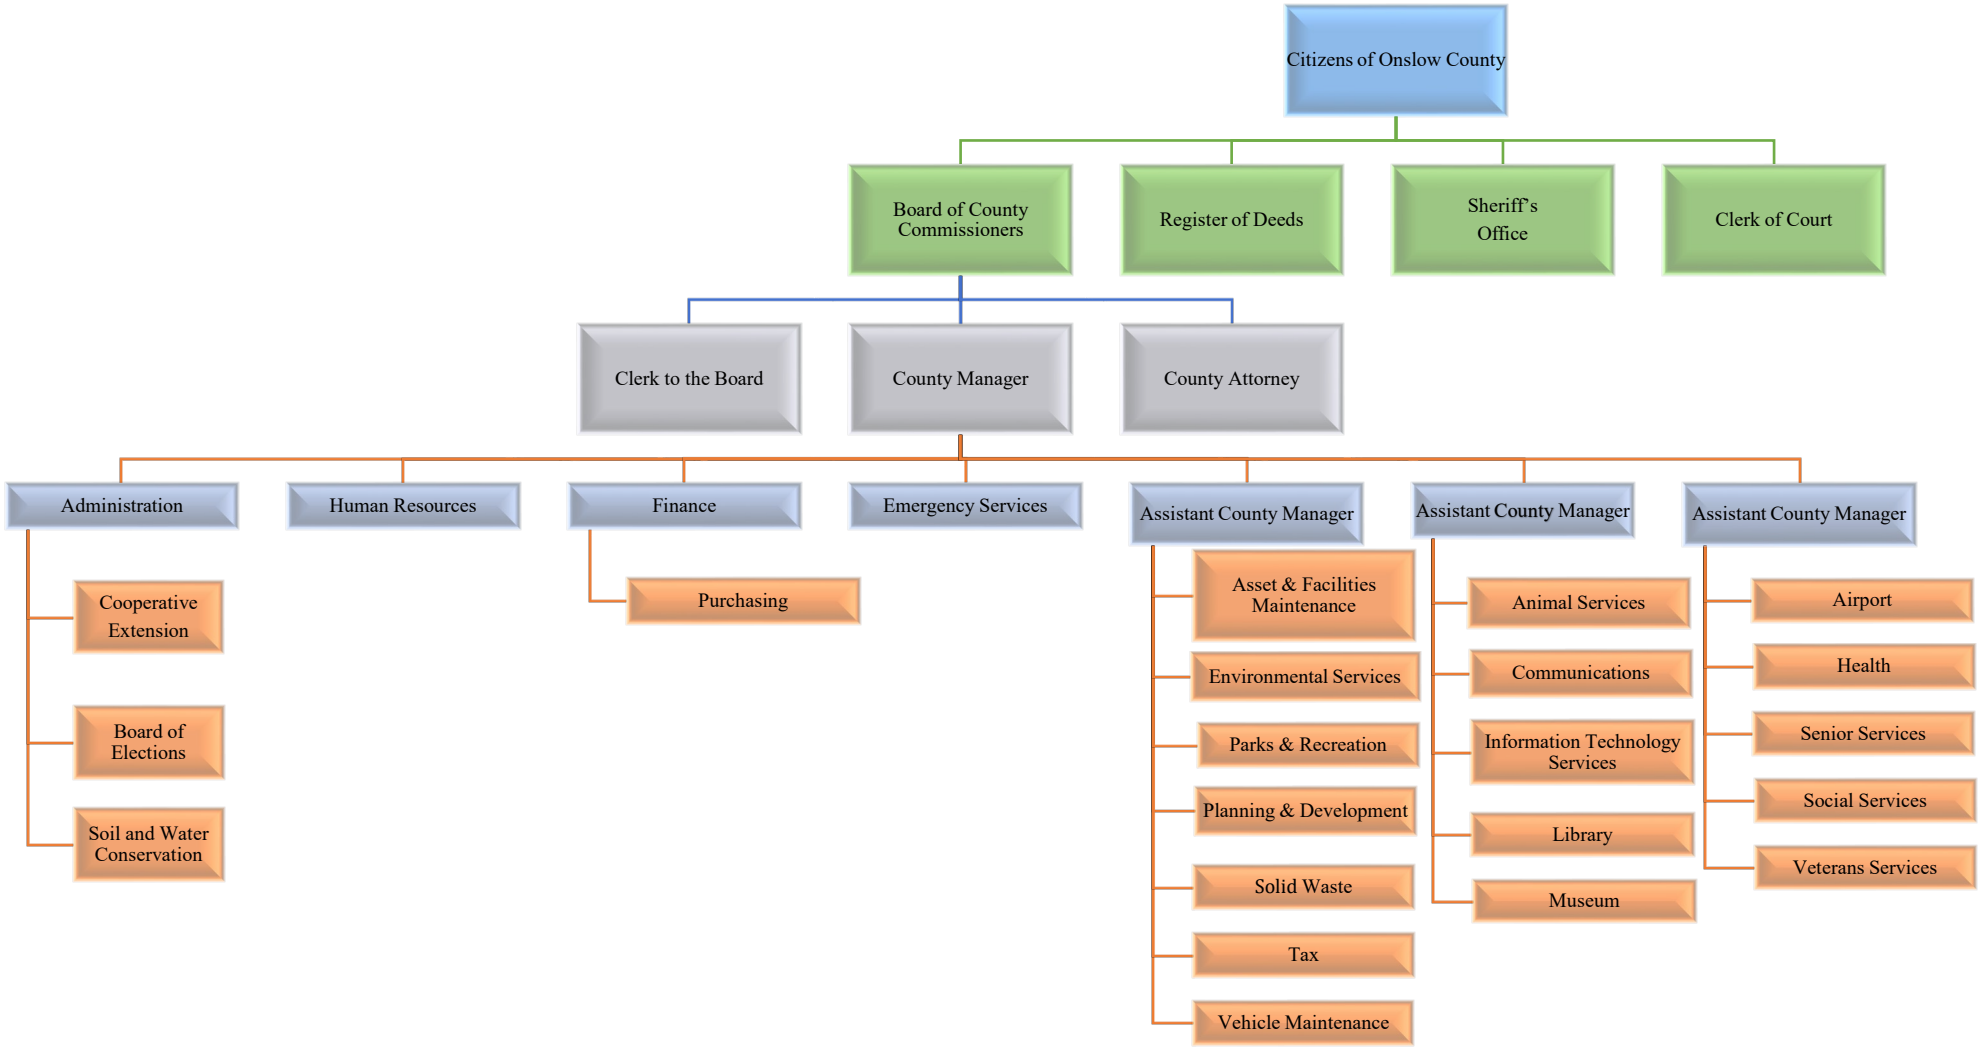 Citizens of Onslow County
Board of County
Commissioners
Register of Deeds
Sheriff's
Office
Clerk of Court
Clerk to the Board
County Manager
County Attorney
Administration
Human Resources
Finance
Emergency Services
Assistant County Manager
Assistant County Manager
Assistant County Manager
Cooperative
Extension
Board of
Elections
Soil and Water
Conservation
Purchasing
Asset & Facilities
Maintenance
Environmental Services
Parks & Recreation
Planning & Development
Solid Waste
Tax
Vehicle Maintenance
Animal Services
Communications
Information Technology
Services
Library
Museum
Airport
Health
Senior Services
Social Services
Veterans Services